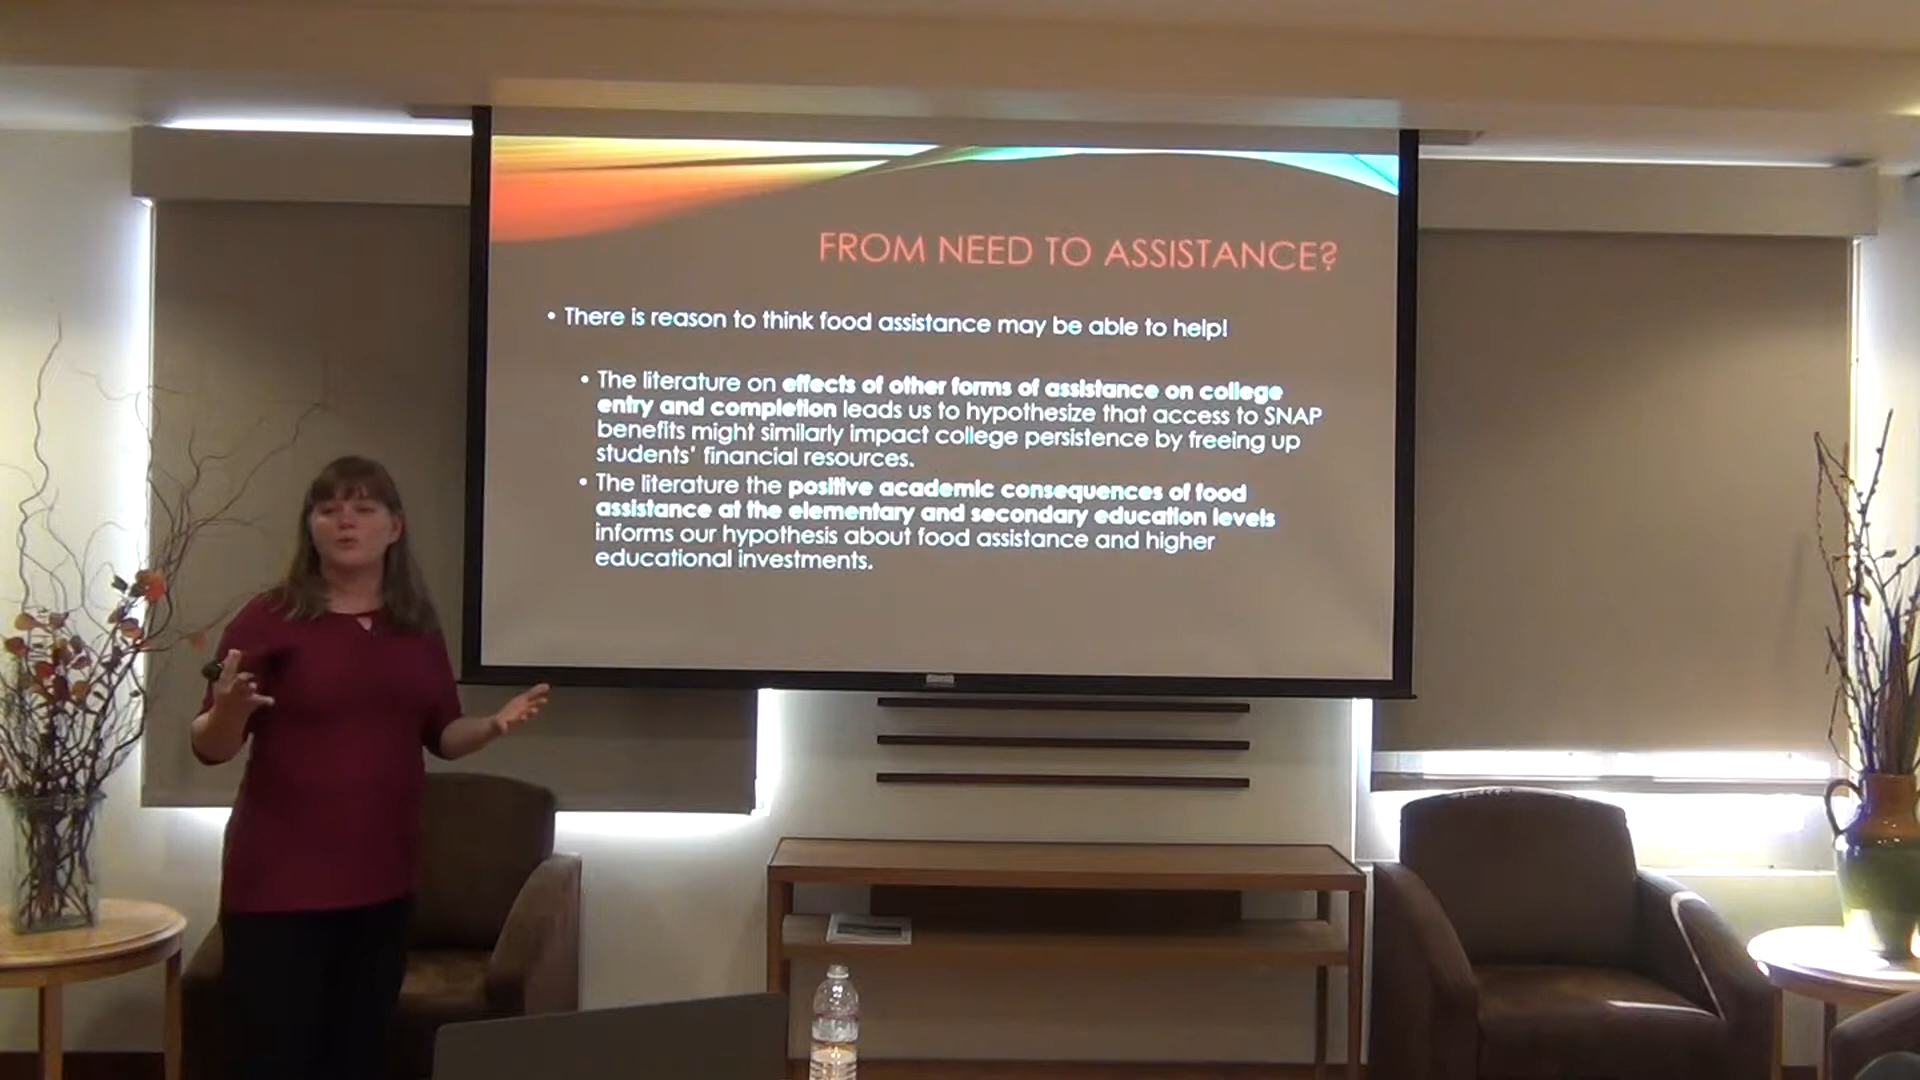 FROM NEED TO ASSISTANCE?
• There is reason to think food assistance may be able to help!
• The literature on effects of other forms of assistance on college
entry and completion leads us to hypothesize that access to SNAP
benefits might similarly impact college persistence by freeing up
students' financial resources.
• The literature the positive academic consequences of food
assistance at the elementary and secondary education levels
informs our hypothesis about food assistance and higher
educational investments.